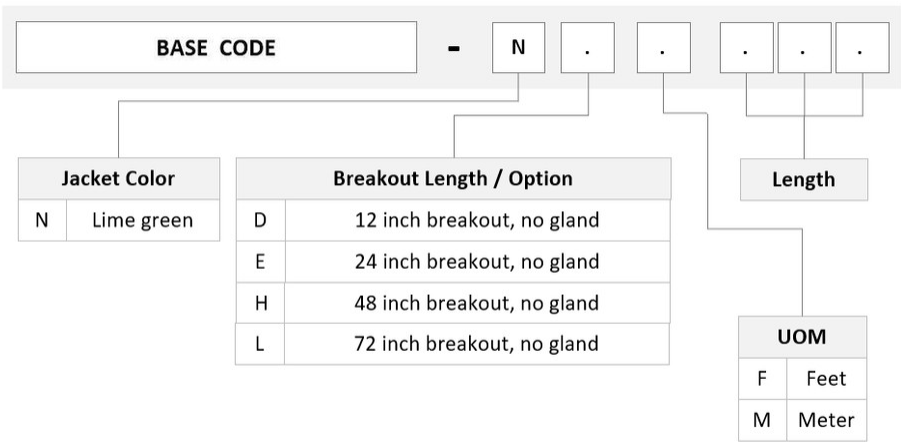 BASE CODE - N . . . . .
Jacket Color
N Lime green
Breakout Length / Option
D 12 inch breakout, no gland
E 24 inch breakout, no gland
H 48 inch breakout, no gland
L 72 inch breakout, no gland
Length
UOM
F Feet
M Meter